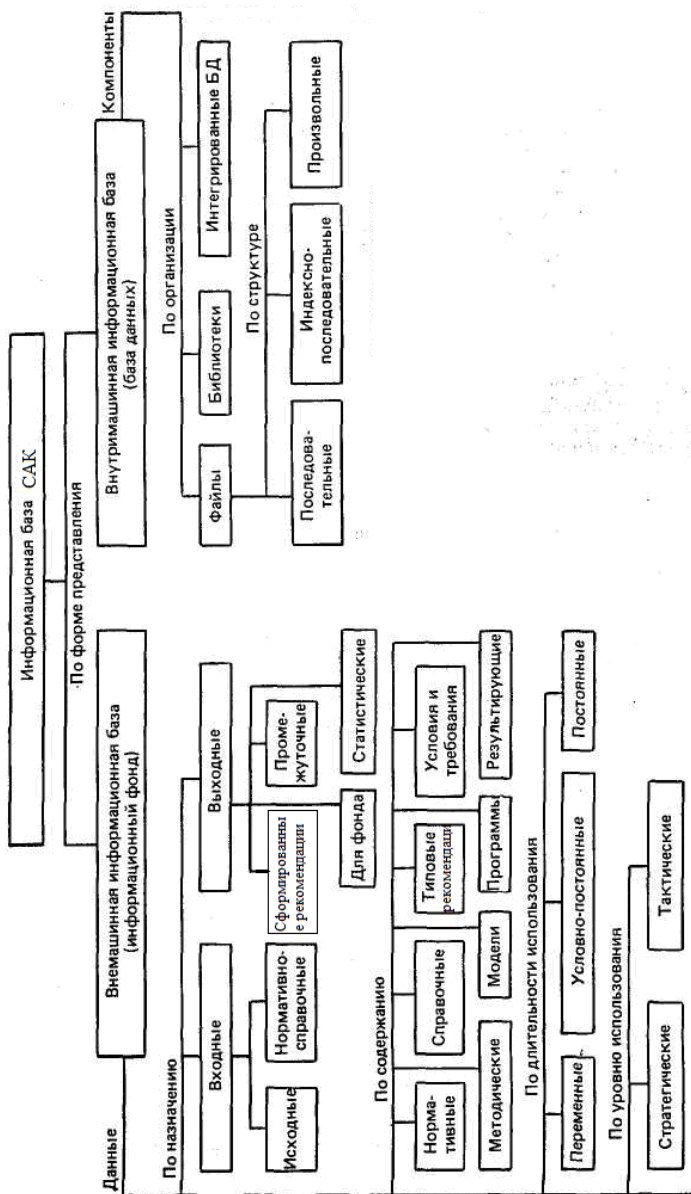 Информационная база САК
По форме представления
Данные
Внемашинная информационная база
(информационный фонд)
Внутримашинная информационная база
(база данных)
Компоненты
По назначению
Входные
Выходные
Исходные
Нормативно-
справочные
Сформированны
е рекомендации
Проме-
жуточные
Для фонда
Статистические
По содержанию
Норма-
тивные
Справочные
Типовые
рекомендаци
Условия и
требования
Методические
Модели
Программы
Результирующие
По длительности использования
Переменные
Условно-постоянные
Постоянные
По уровню использования
Стратегические
Тактические
По организации
Файлы
Библиотеки
Интегрированные БД
По структуре
Последова-
тельные
Индексно-
последовательные
Произвольные